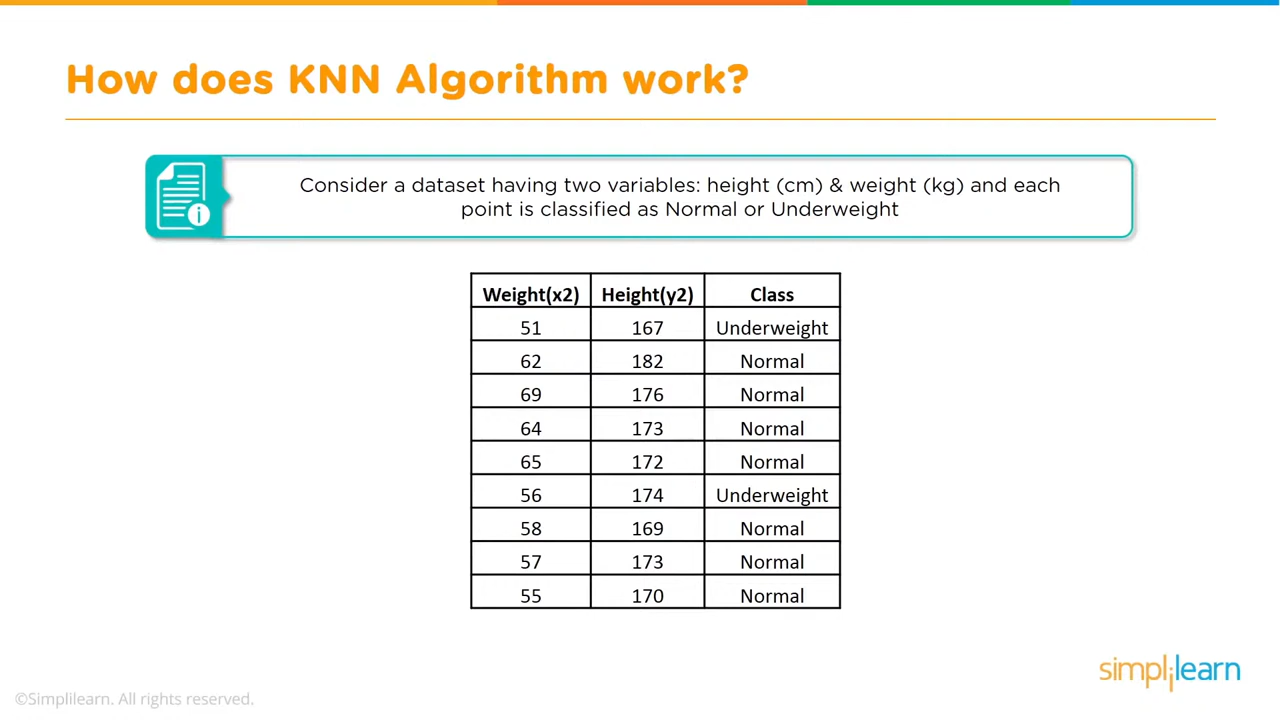 How does KNN Algorithm work?
Consider a dataset having two variables: height (cm) & weight (kg) and each
point is classified as Normal or Underweight
Weight(x2) Height(y2) Class
51 167 Underweight
62 182 Normal
69 176 Normal
64 173 Normal
65 172 Normal
56 174 Underweight
58 169 Normal
57 173 Normal
55 170 Normal
simplilearn
©Simplilearn. All rights reserved.